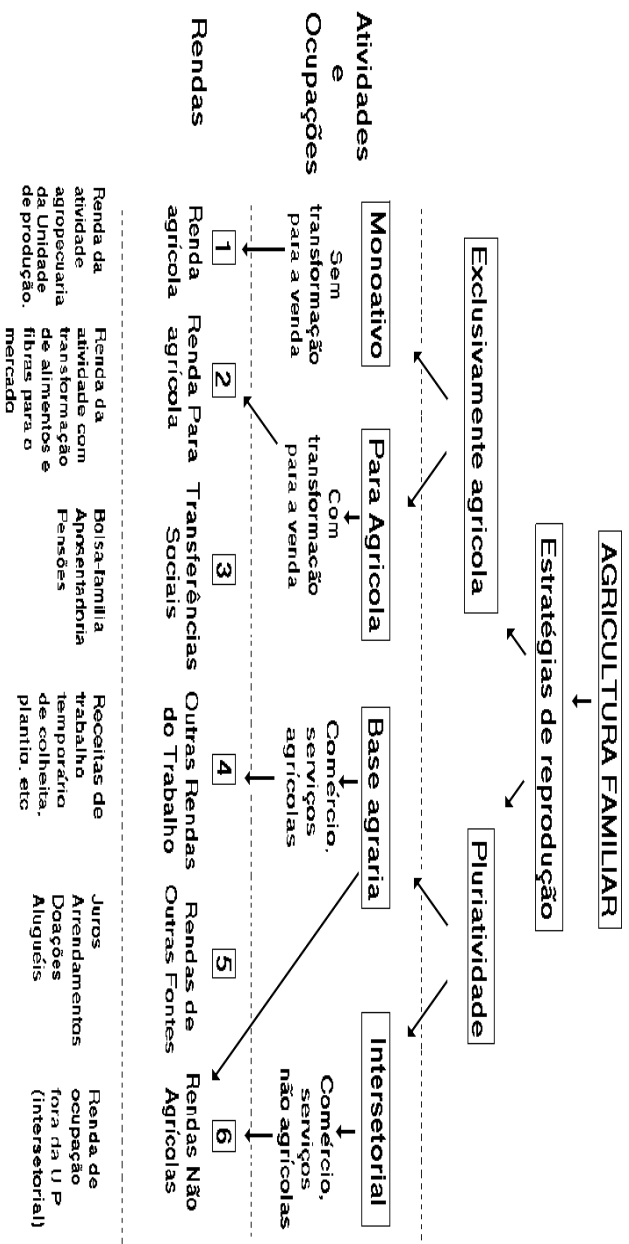 AGRICULTURA FAMILIAR
Estratégias de reprodução
Exclusivamente agricola
Pluriatividade
Atividades
e
Ocupações
Monoativo
Para Agricola
Base agraria
Intersetorial
Sem
transformação
para a venda
Com
transformacão
para a venda
Comércio,
serviços
agrícolas
Comércio,
serviços
não agrícolas
Rendas
1
2
3
4
5
6
Renda
agrícola
Renda Para
agrícola
Transferências
Sociais
Outras Rendas
do Trabalho
Rendas de
Outras Fontes
Rendas Não
Agrícolas
Renda da
atividade
agropecuaria
da Unidade
de produção.
Renda da
atividade com
transformação
de alimentos e
fibras para o
mercado
Bolsa-família
Aposentadoria
Pensões
Receitas de
trabalho
temporário
de colheita,
plantio, etc
Juros
Arrendamentos
Doações
Aluguéis
Renda de
ocupação
fora da U P
(intersetorial)